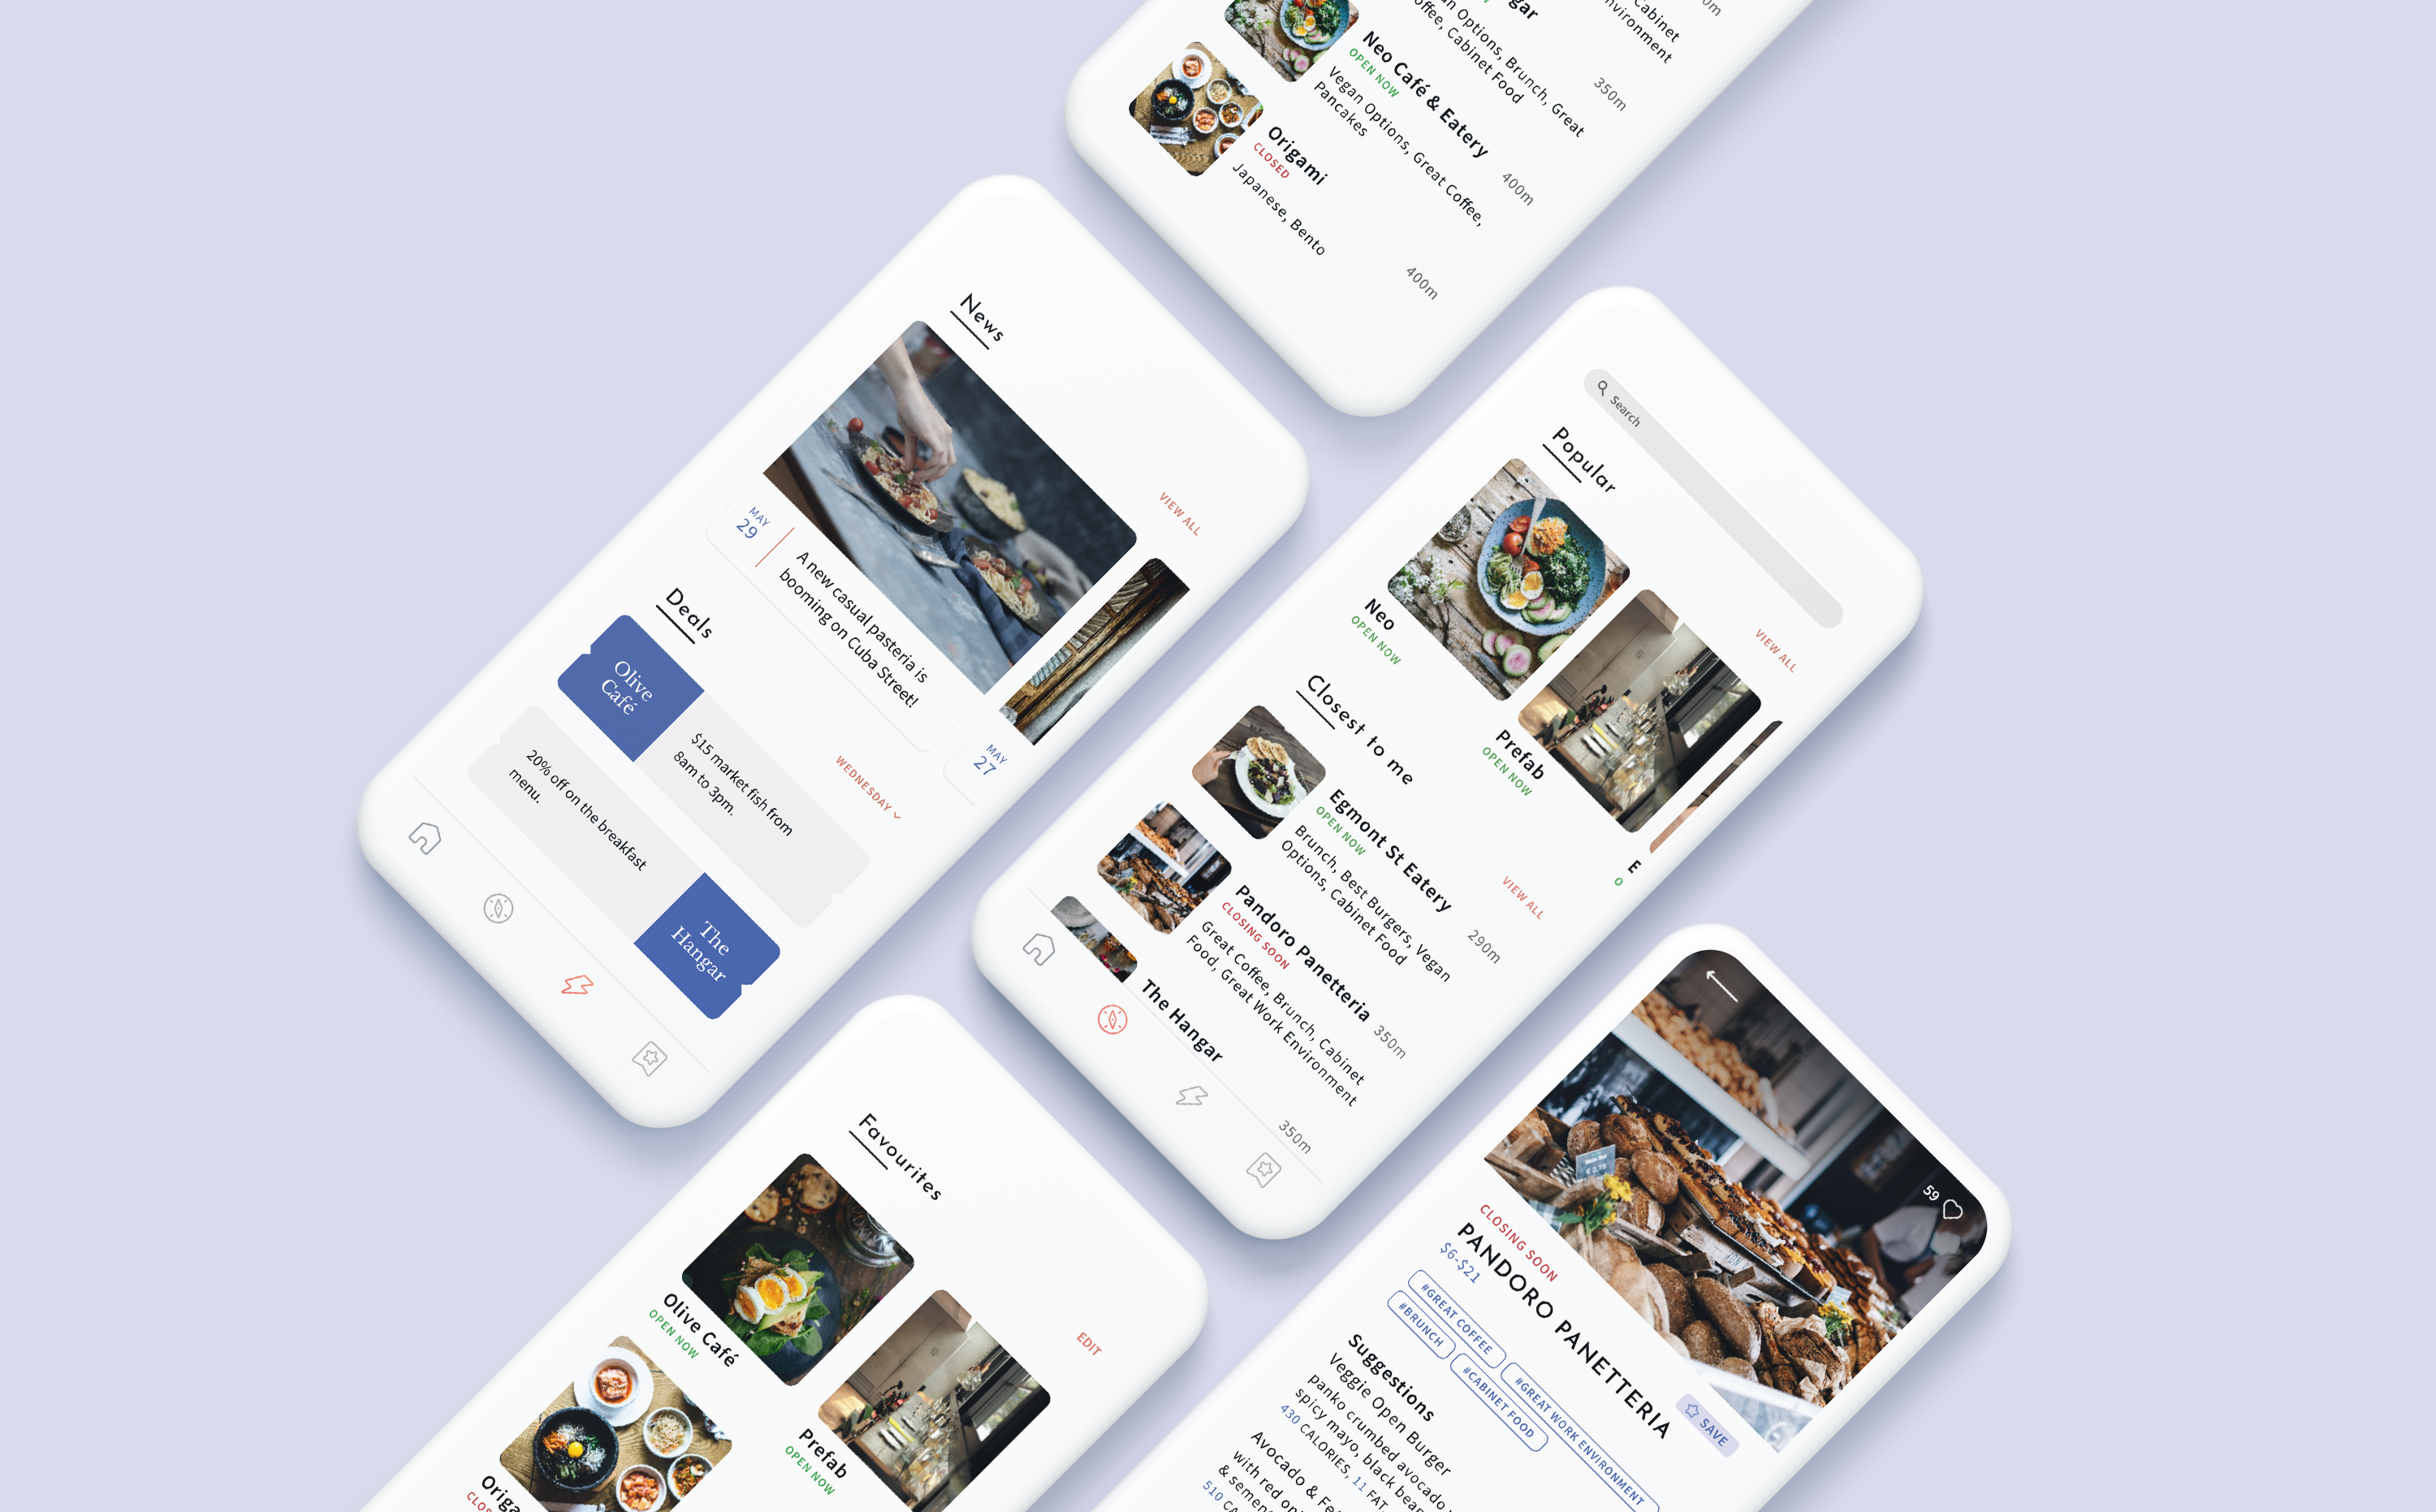 gar
an Options, Brunch, Great
offee, Cabinet Food
350m
Cabinet
nvironment
0m
Neo Café & Eatery
OPEN NOW
Vegan Options, Great Coffee,
Pancakes
400m
Origami
CLOSED
Japanese, Bento
400m
News
VIEW ALL
MAY
29
A new casual pasteria is
booming on Cuba Street!
MAY
27
Deals
WEDNESDAY
Olive
Café
$15 market fish from
8am to 3pm.
20% off on the breakfast
menu.
The
Hangar
Search
Popular
VIEW ALL
Neo
OPEN NOW
Prefab
OPEN NOW
E
O
Closest to me
VIEW ALL
Egmont St Eatery
OPEN NOW
Brunch, Best Burgers, Vegan
Options, Cabinet Food
290m
Pandoro Panetteria
CLOSING SOON
Great Coffee, Brunch, Cabinet
Food, Great Work Environment
350m
The Hangar
350m
Favourites
EDIT
Olive Café
OPEN NOW
Prefab
OPEN NOW
Origa
CLOS
59
€ 2,75
CLOSING SOON
PANDORO PANETTERIA
$6-$21
SAVE
#GREAT COFFEE
#GREAT WORK ENVIRONMENT
#BRUNCH
#CABINET FOOD
Suggestions
Veggie Open Burger
panko crumbed avocado
spicy mayo, black bea
430 CALORIES, 11 FAT,
Avocado & Fe
with red on
& semen
510 CA